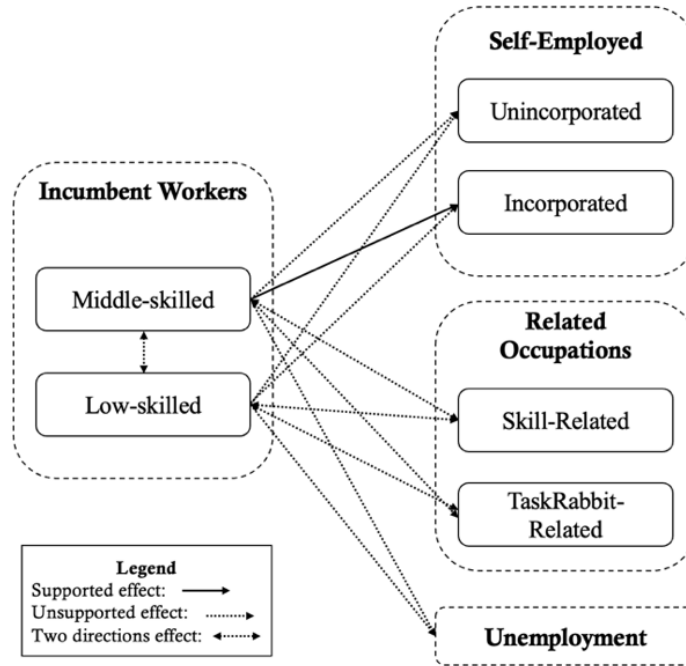 Self-Employed
Unincorporated
Incorporated
Incumbent Workers
Middle-skilled
Low-skilled
Related
Occupations
Skill-Related
TaskRabbit-
Related
Unemployment
Legend
Supported effect:
Unsupported effect:
Two directions effect: